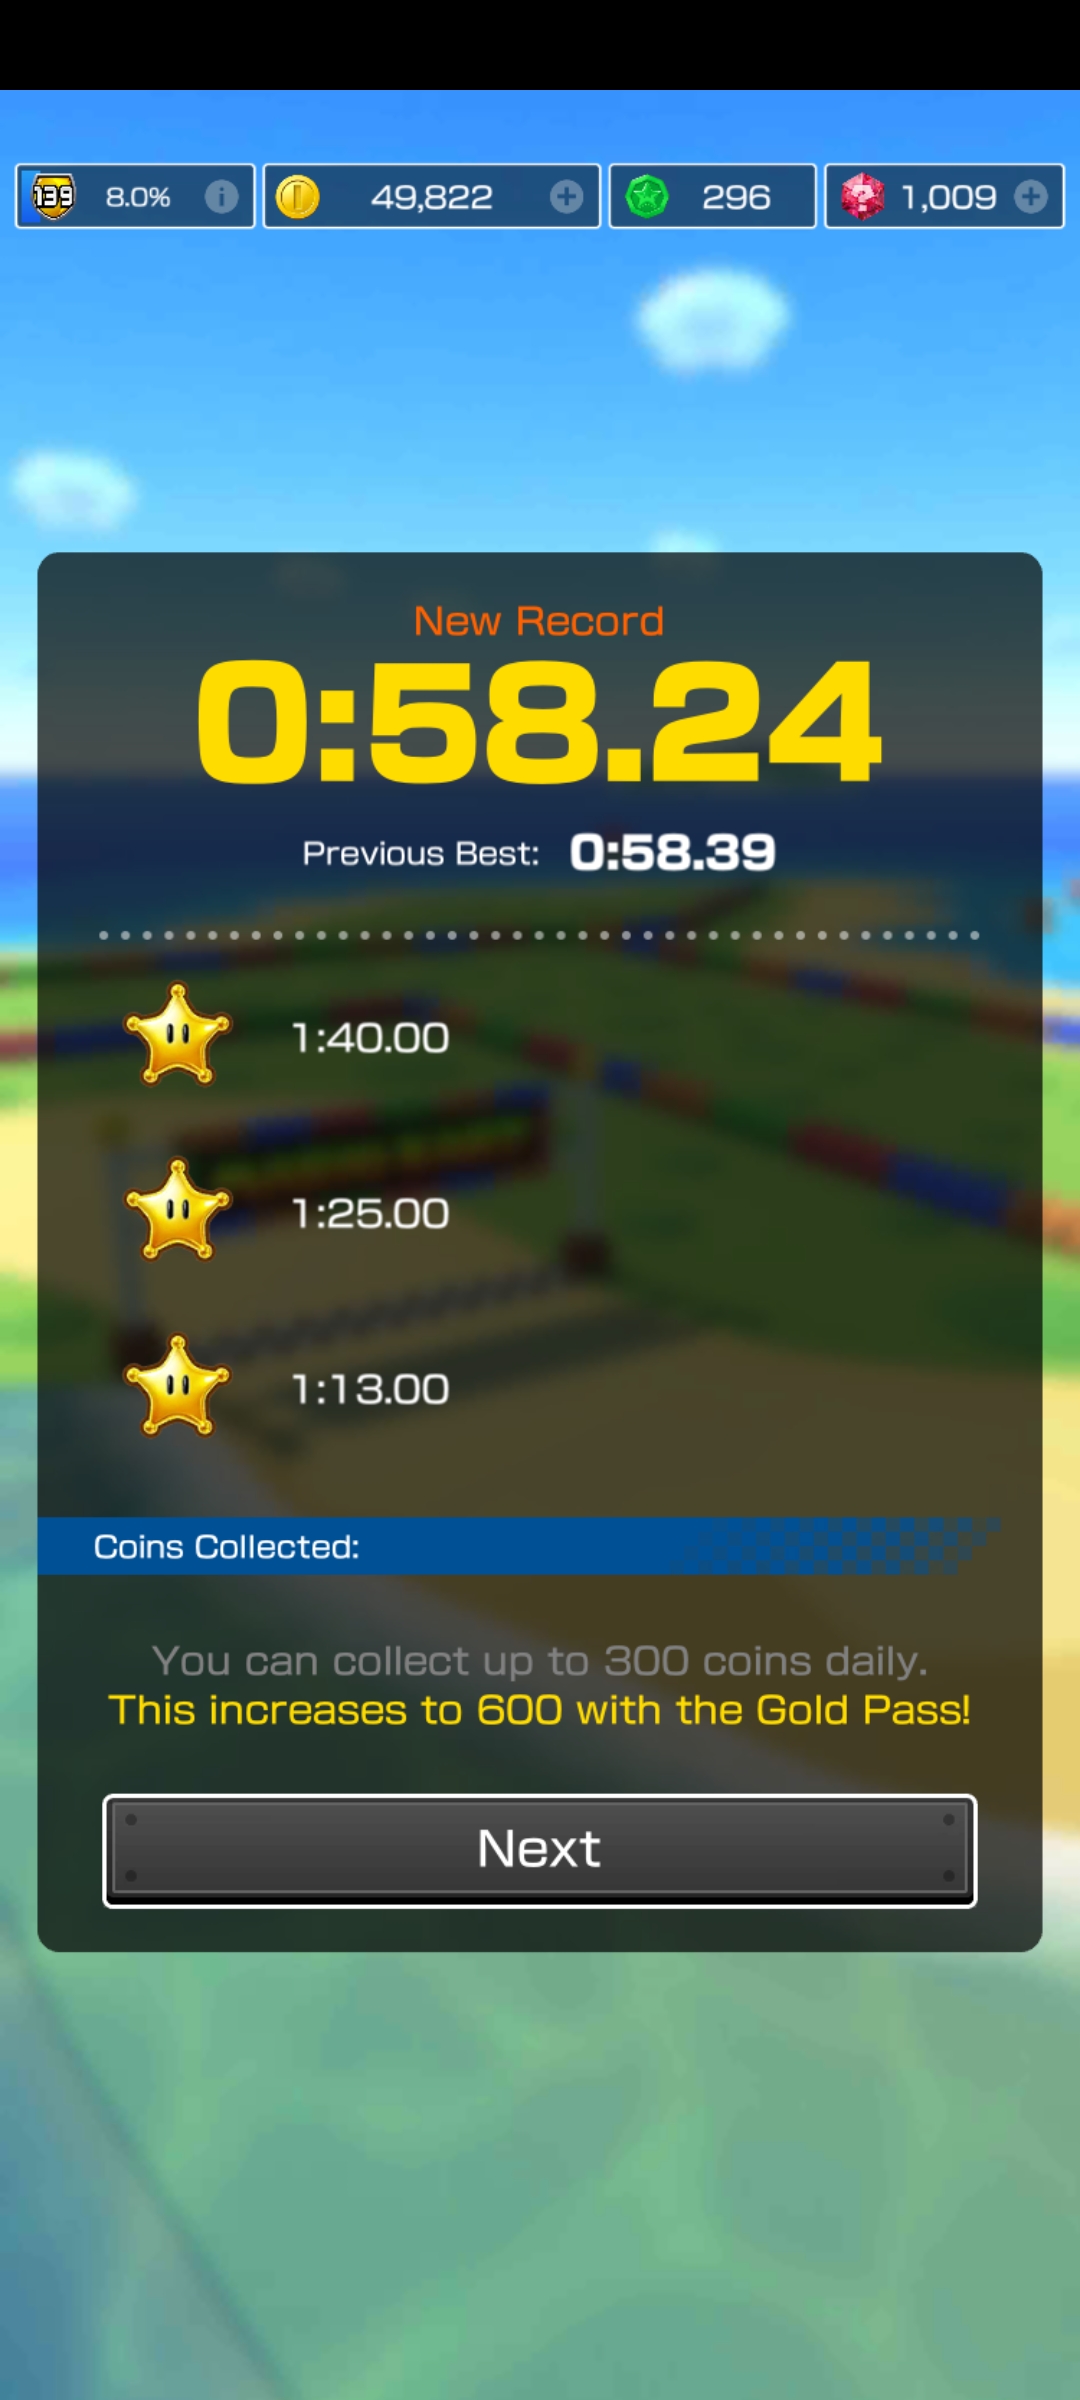 139 8.0% i 49,822 + 296 ? 1,009 +
New Record
0:58.24
Previous Best: 0:58.39
1:40.00
1:25.00
1:13.00
Coins Collected:
You can collect up to 300 coins daily.
This increases to 600 with the Gold Pass!
Next